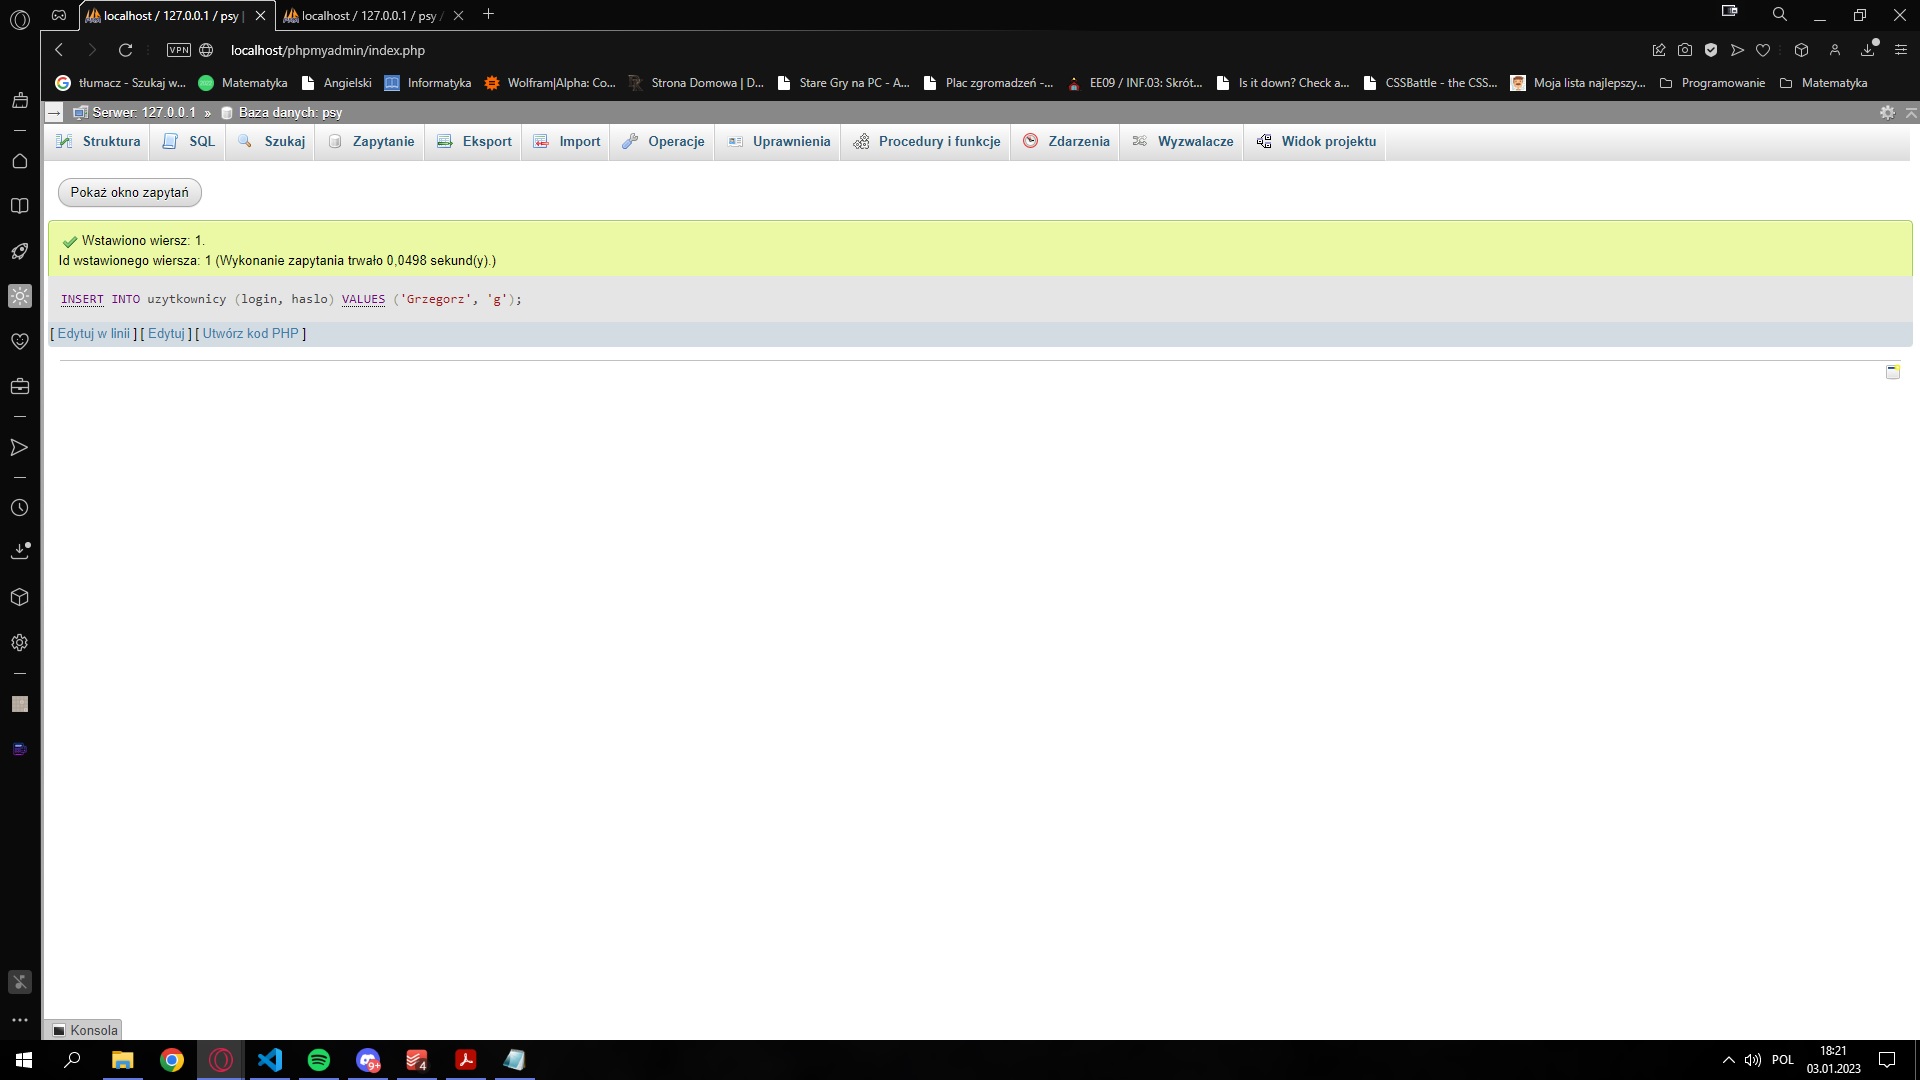 localhost / 127.0.0.1 / psy |
localhost / 127.0.0.1 / psy /
VPN
localhost/phpmyadmin/index.php
tłumacz - Szukaj w...
Matematyka
Angielski
Informatyka
Wolfram|Alpha: Co...
Strona Domowa | D...
Stare Gry na PC - A...
Plac zgromadzeń -...
EE09 / INF.03: Skrót...
Is it down? Check a...
CSSBattle - the CSS...
Moja lista najlepszy...
Programowanie
Matematyka
Serwer: 127.0.0.1 » Baza danych: psy
Struktura
SQL
Szukaj
Zapytanie
Eksport
Import
Operacje
Uprawnienia
Procedury i funkcje
Zdarzenia
Wyzwalacze
Widok projektu
Pokaż okno zapytań
Wstawiono wiersz: 1.
Id wstawionego wiersza: 1 (Wykonanie zapytania trwało 0,0498 sekund(y).)
INSERT INTO uzytkownicy (login, haslo) VALUES ('Grzegorz', 'g');
[ Edytuj w linii ] [ Edytuj ] [ Utwórz kod PHP ]
Konsola
9+
4
POL
18:21
03.01.2023